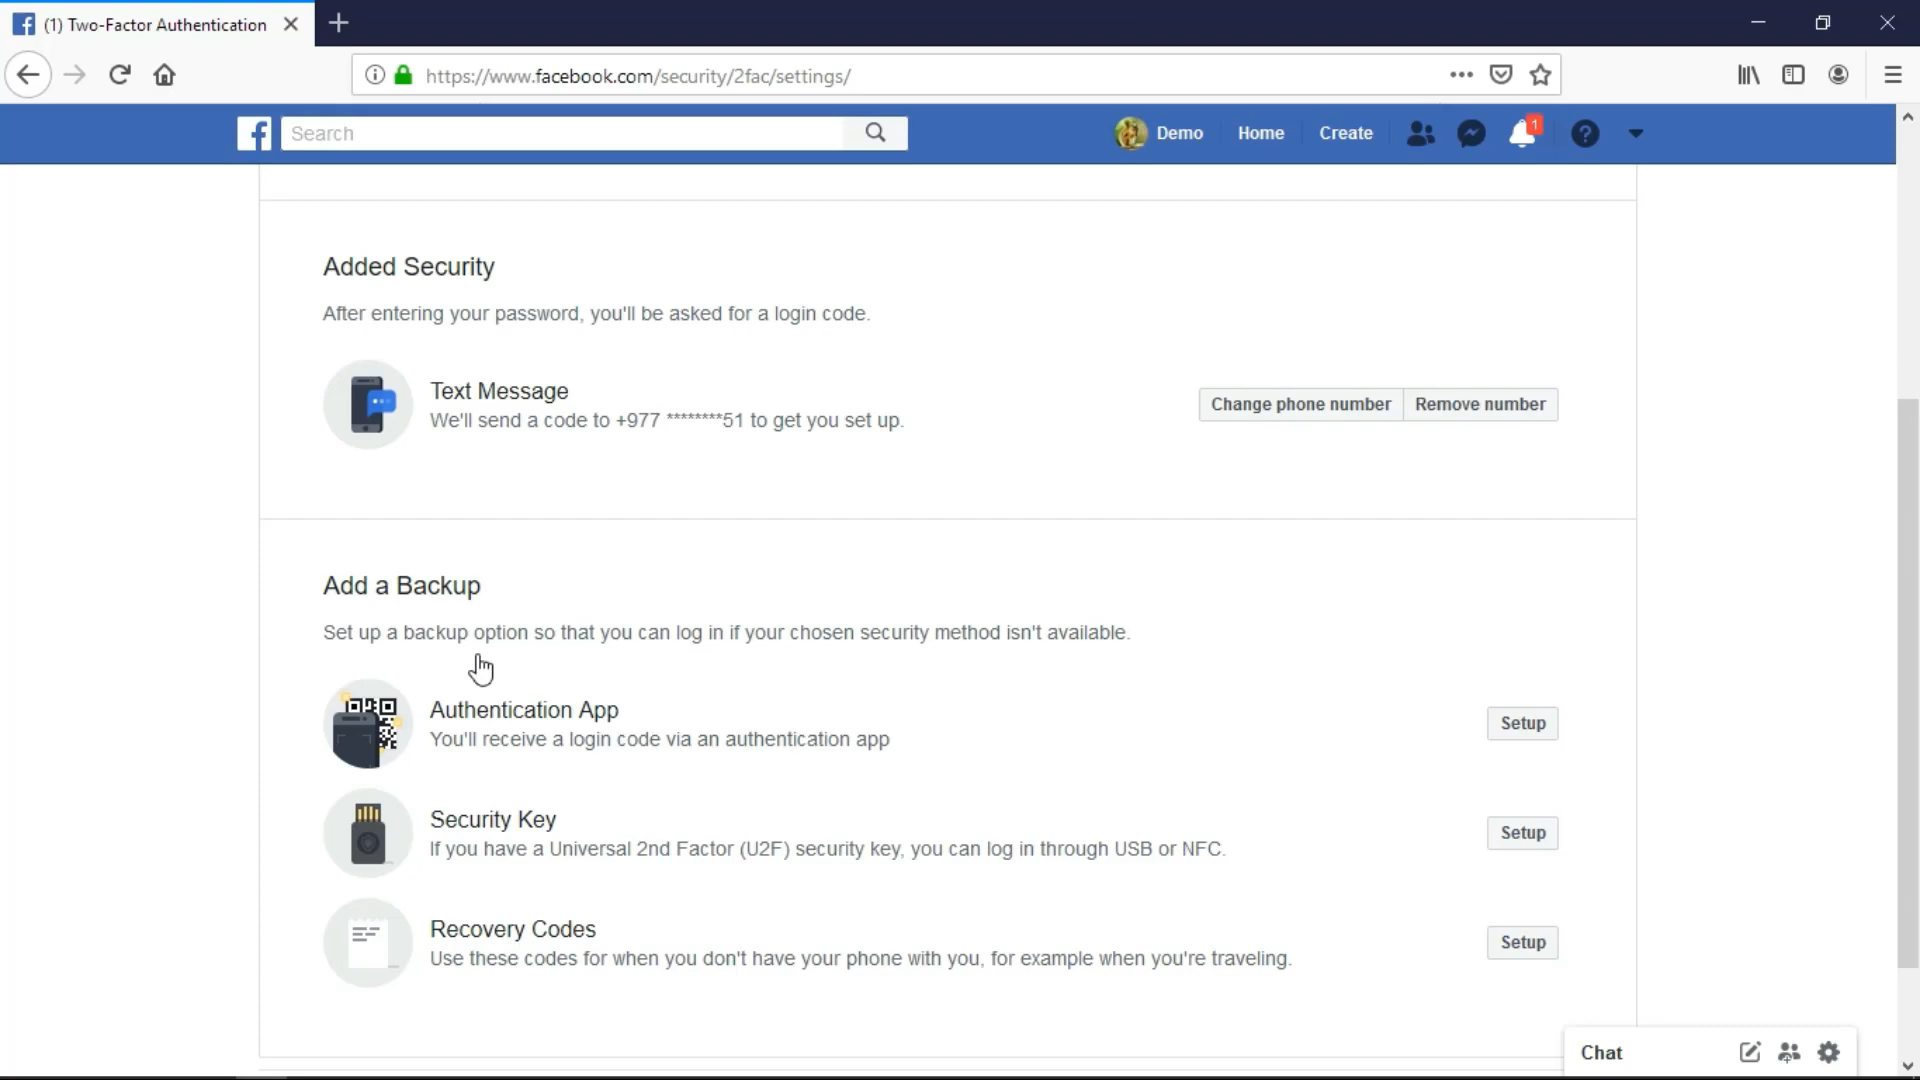 (1) Two-Factor Authentication
https://www.facebook.com/security/2fac/settings/
Search
Demo
Home
Create
1
Added Security
After entering your password, you'll be asked for a login code.
Text Message
We'll send a code to +977 ********51 to get you set up.
Change phone number
Remove number
Add a Backup
Set up a backup option so that you can log in if your chosen security method isn't available.
Authentication App
You'll receive a login code via an authentication app
Setup
Security Key
If you have a Universal 2nd Factor (U2F) security key, you can log in through USB or NFC.
Setup
Recovery Codes
Use these codes for when you don't have your phone with you, for example when you're traveling.
Setup
Chat